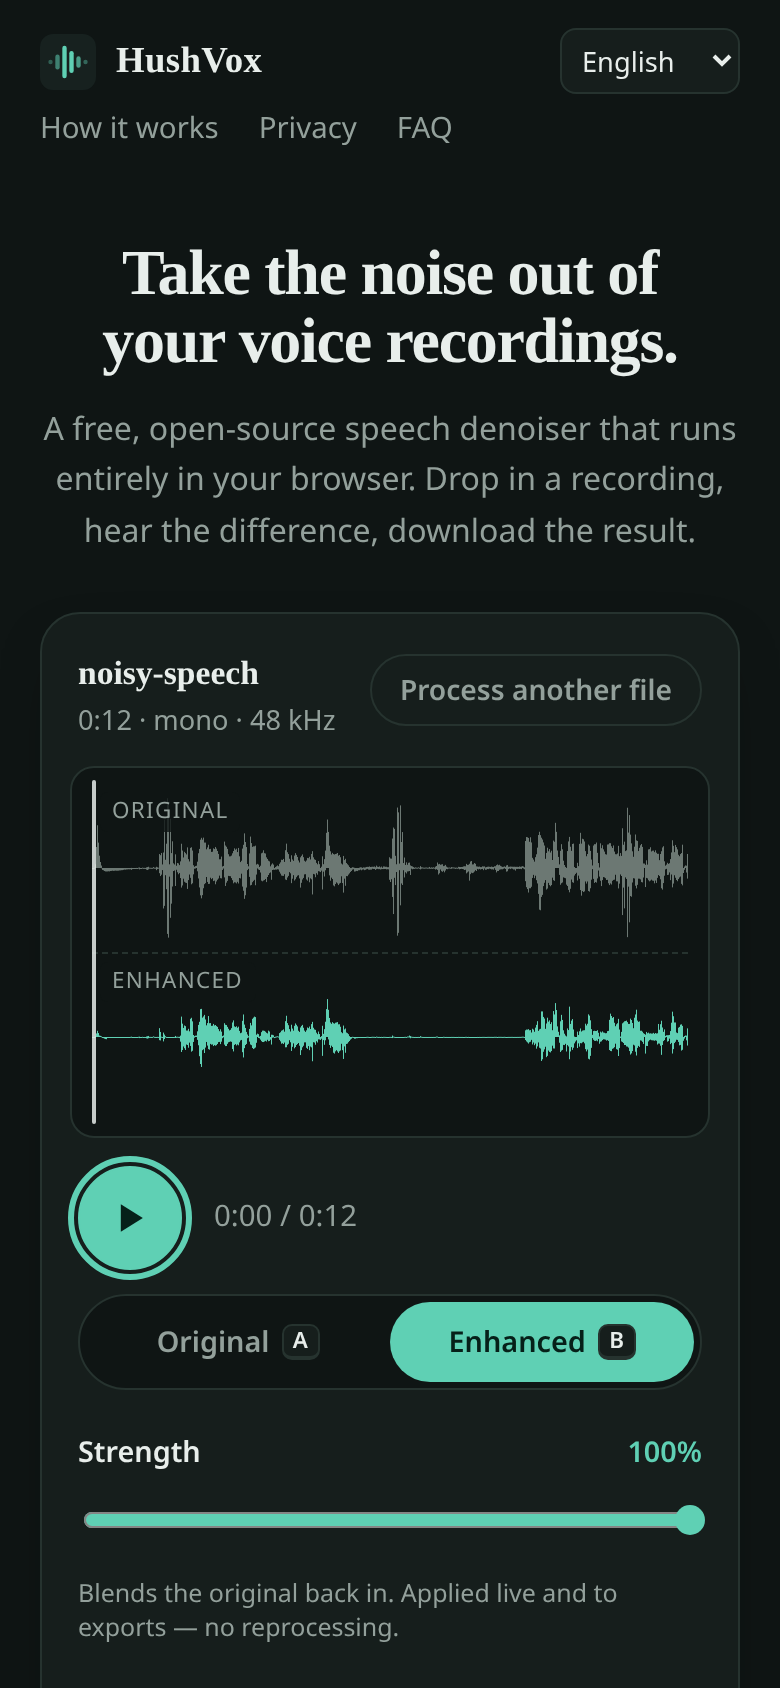 HushVox
English
How it works Privacy FAQ
Take the noise out of
your voice recordings.
A free, open-source speech denoiser that runs
entirely in your browser. Drop in a recording,
hear the difference, download the result.
noisy-speech
0:12 · mono · 48 kHz
Process another file
ORIGINAL
ENHANCED
0:00 / 0:12
Original A
Enhanced B
Strength
100%
Blends the original back in. Applied live and to
exports — no reprocessing.